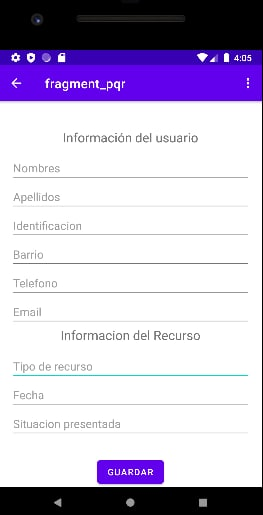 4:05
fragment_pqr
Información del usuario
Nombres
Apellidos
Identificacion
Barrio
Telefono
Email
Informacion del Recurso
Tipo de recurso
Fecha
Situacion presentada
GUARDAR